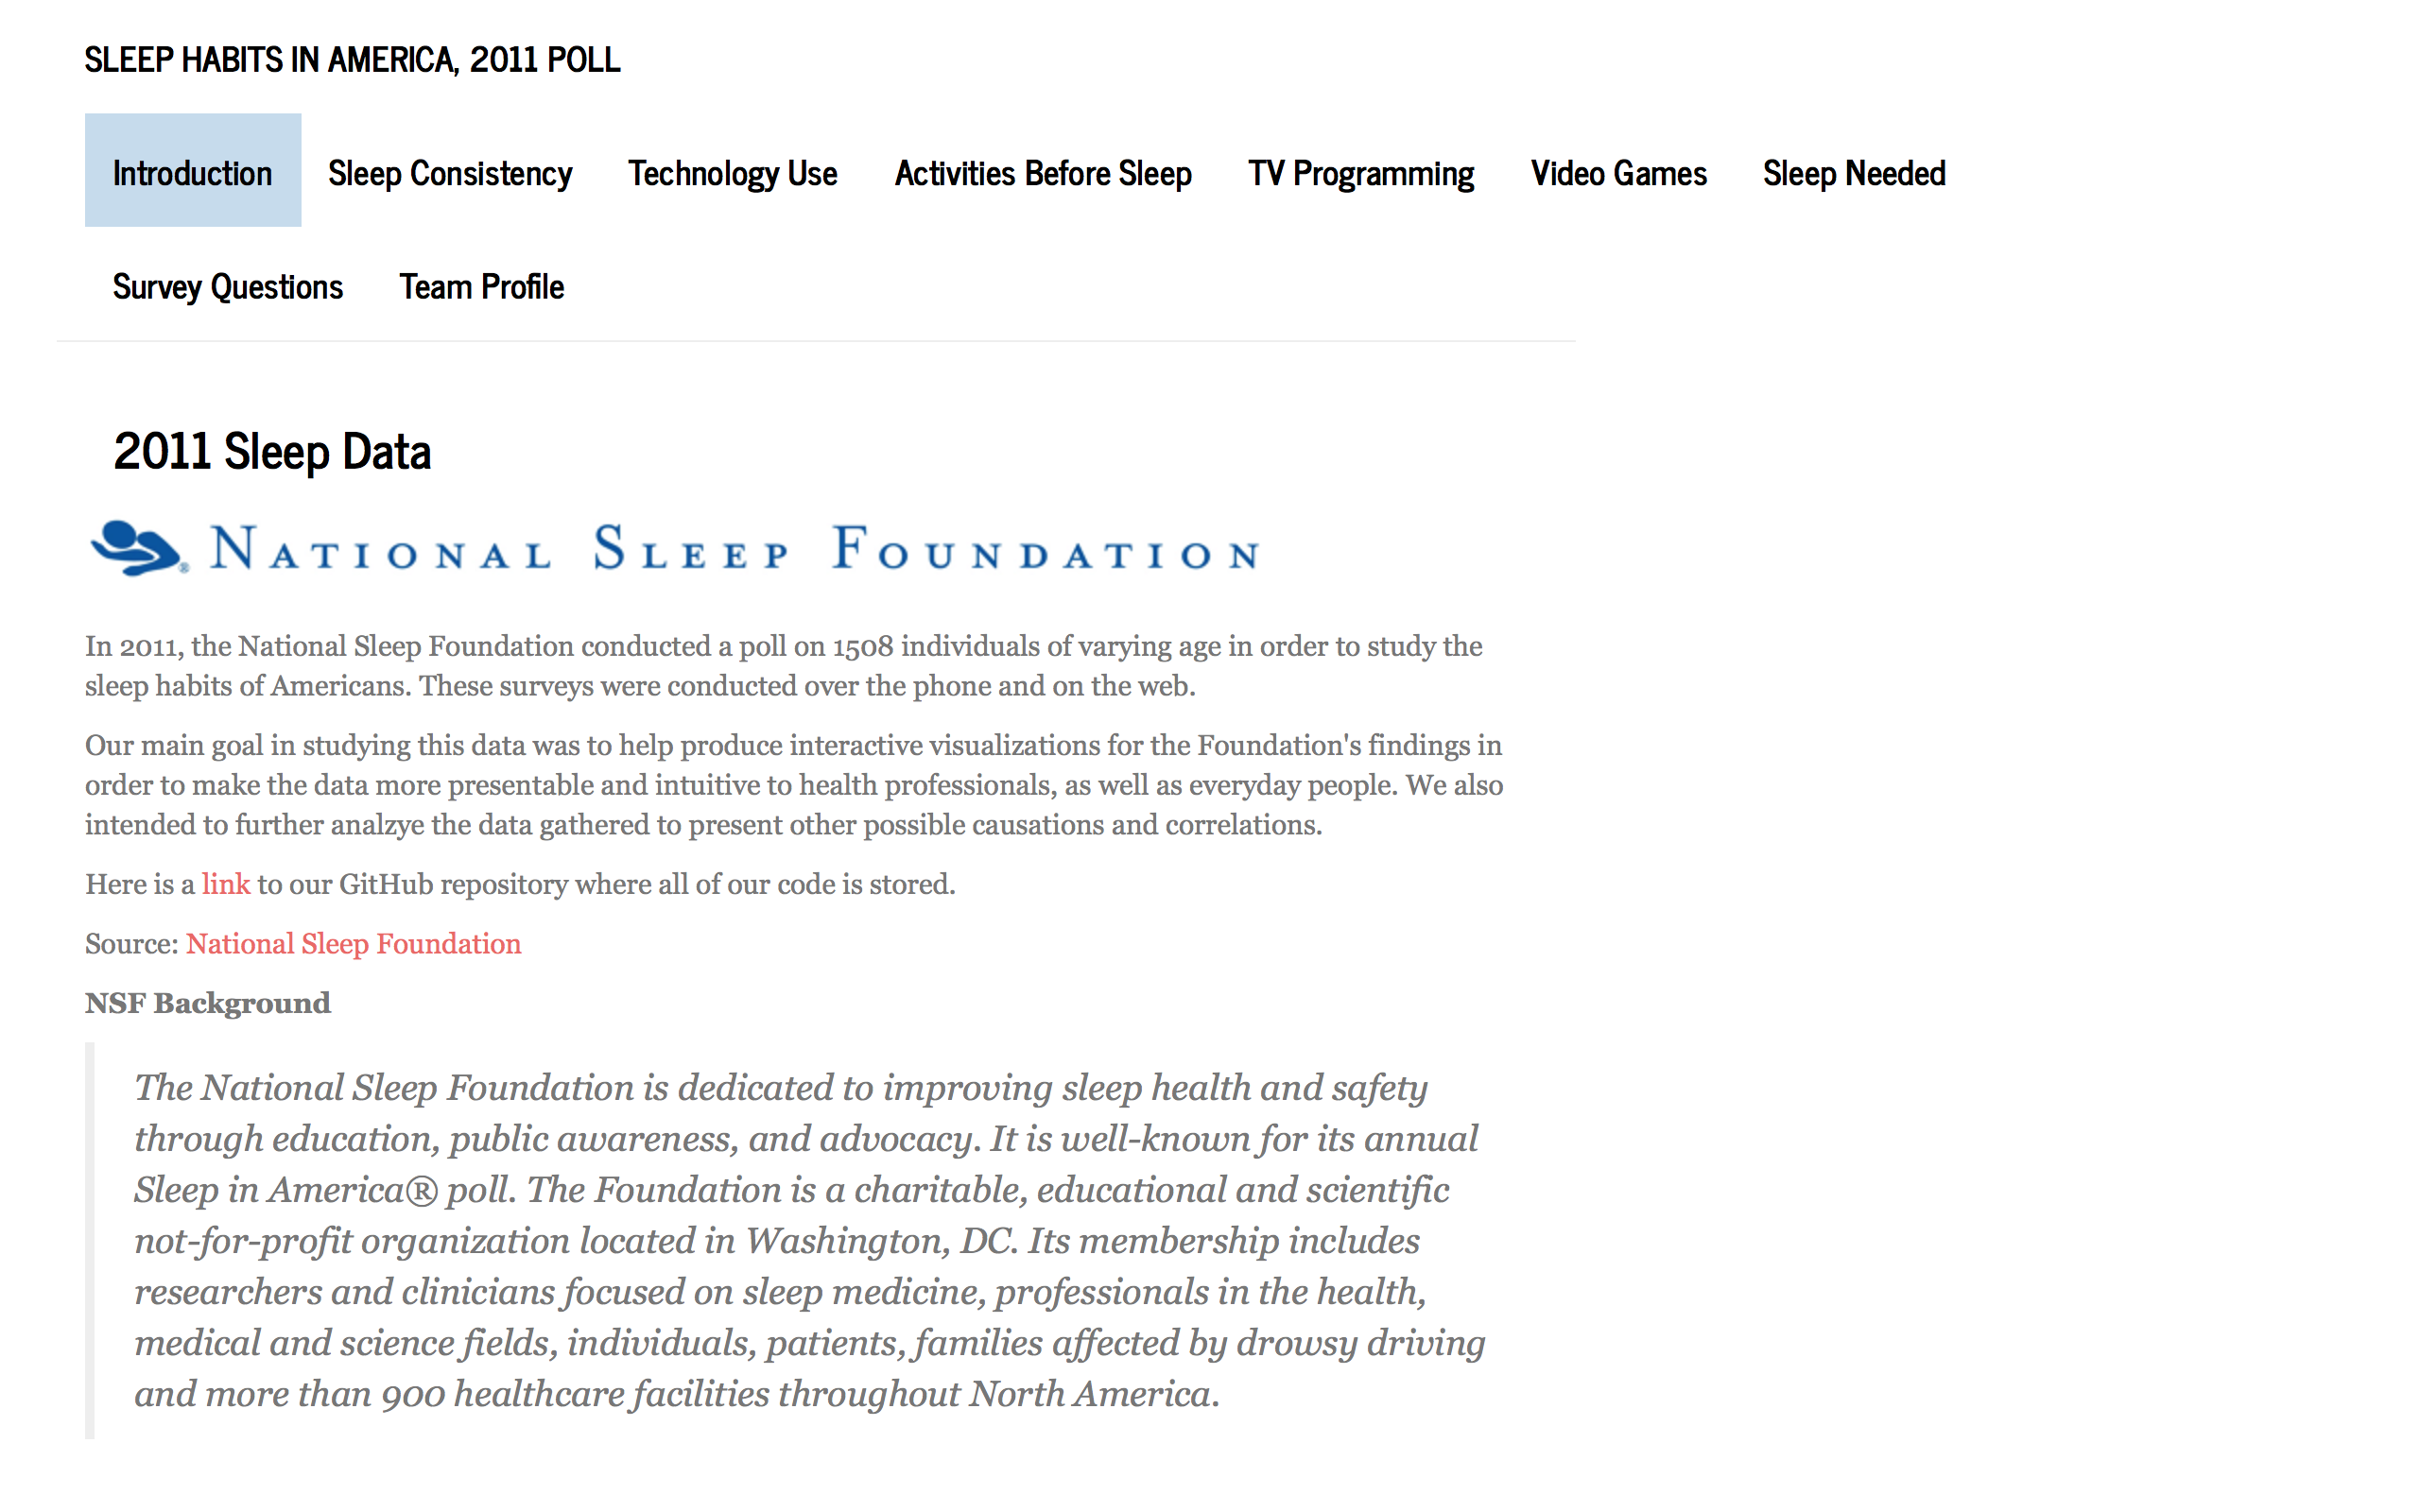 SLEEP HABITS IN AMERICA, 2011 POLL
Introduction Sleep Consistency Technology Use Activities Before Sleep TV Programming Video Games Sleep Needed
Survey Questions Team Profile
2011 Sleep Data
® NATIONAL SLEEP FOUNDATION
In 2011, the National Sleep Foundation conducted a poll on 1508 individuals of varying age in order to study the
sleep habits of Americans. These surveys were conducted over the phone and on the web.
Our main goal in studying this data was to help produce interactive visualizations for the Foundation's findings in
order to make the data more presentable and intuitive to health professionals, as well as everyday people. We also
intended to further analzye the data gathered to present other possible causations and correlations.
Here is a link to our GitHub repository where all of our code is stored.
Source: National Sleep Foundation
NSF Background
The National Sleep Foundation is dedicated to improving sleep health and safety
through education, public awareness, and advocacy. It is well-known for its annual
Sleep in America® poll. The Foundation is a charitable, educational and scientific
not-for-profit organization located in Washington, DC. Its membership includes
researchers and clinicians focused on sleep medicine, professionals in the health,
medical and science fields, individuals, patients, families affected by drowsy driving
and more than 900 healthcare facilities throughout North America.